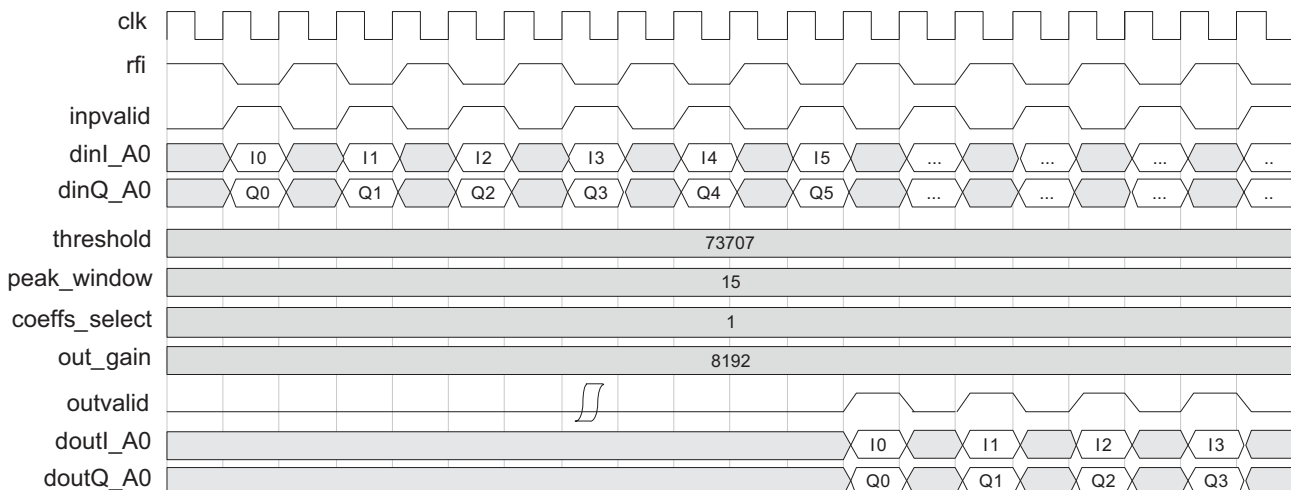 clk
rfi
inpvalid
dinI_A0 I0 I1 I2 I3 I4 I5 ... ... ... ..
dinQ_A0 Q0 Q1 Q2 Q3 Q4 Q5 ... ... ... ..
threshold 73707
peak_window 15
coeffs_select 1
out_gain 8192
outvalid
doutI_A0 I0 I1 I2 I3
doutQ_A0 Q0 Q1 Q2 Q3